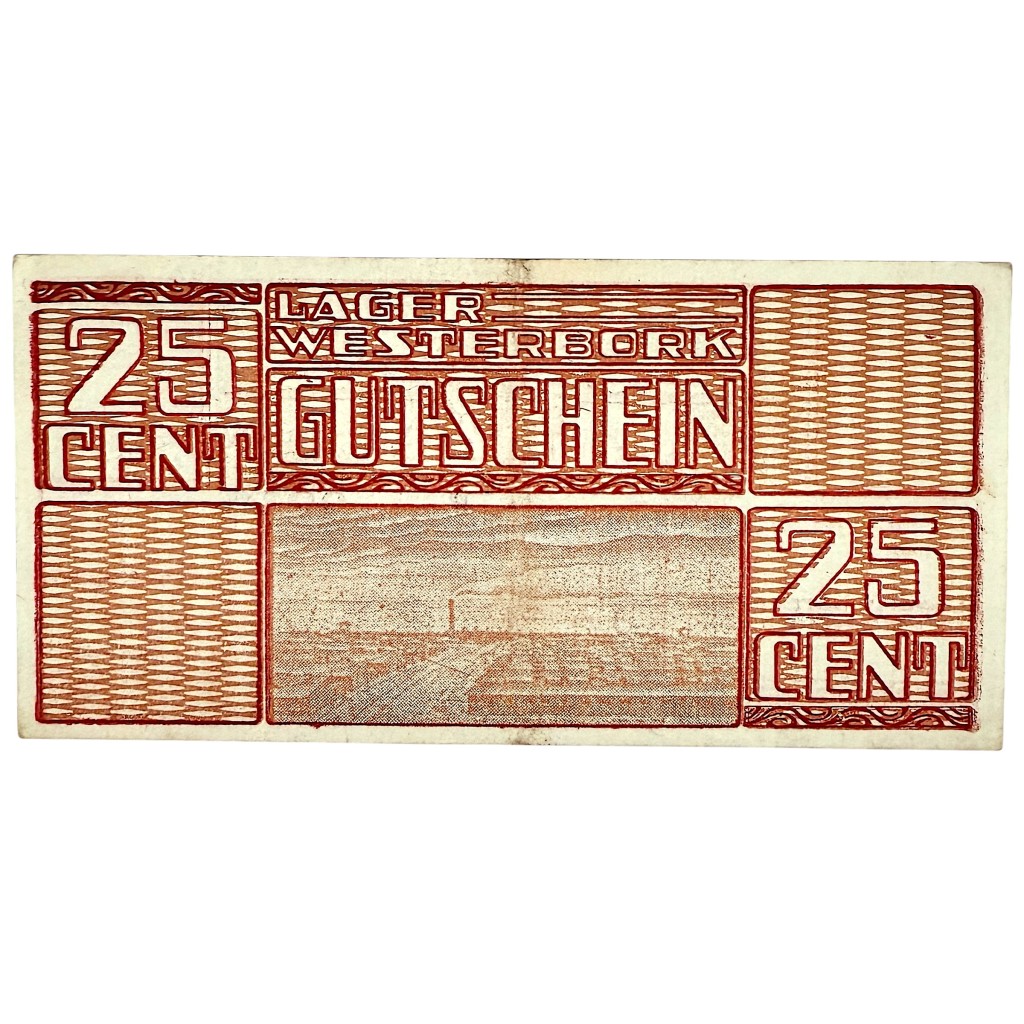 25
CENT
LAGER
WESTERBORK
GUTSCHEIN
25
CENT